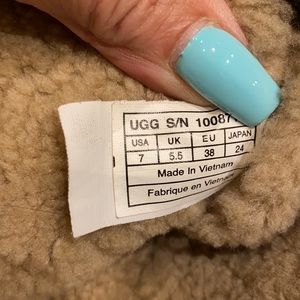 UGG S/N 10087
USA UK EU JAPAN
7 5.5 38 24
Made In Vietnam
Fabrique en Vietnam